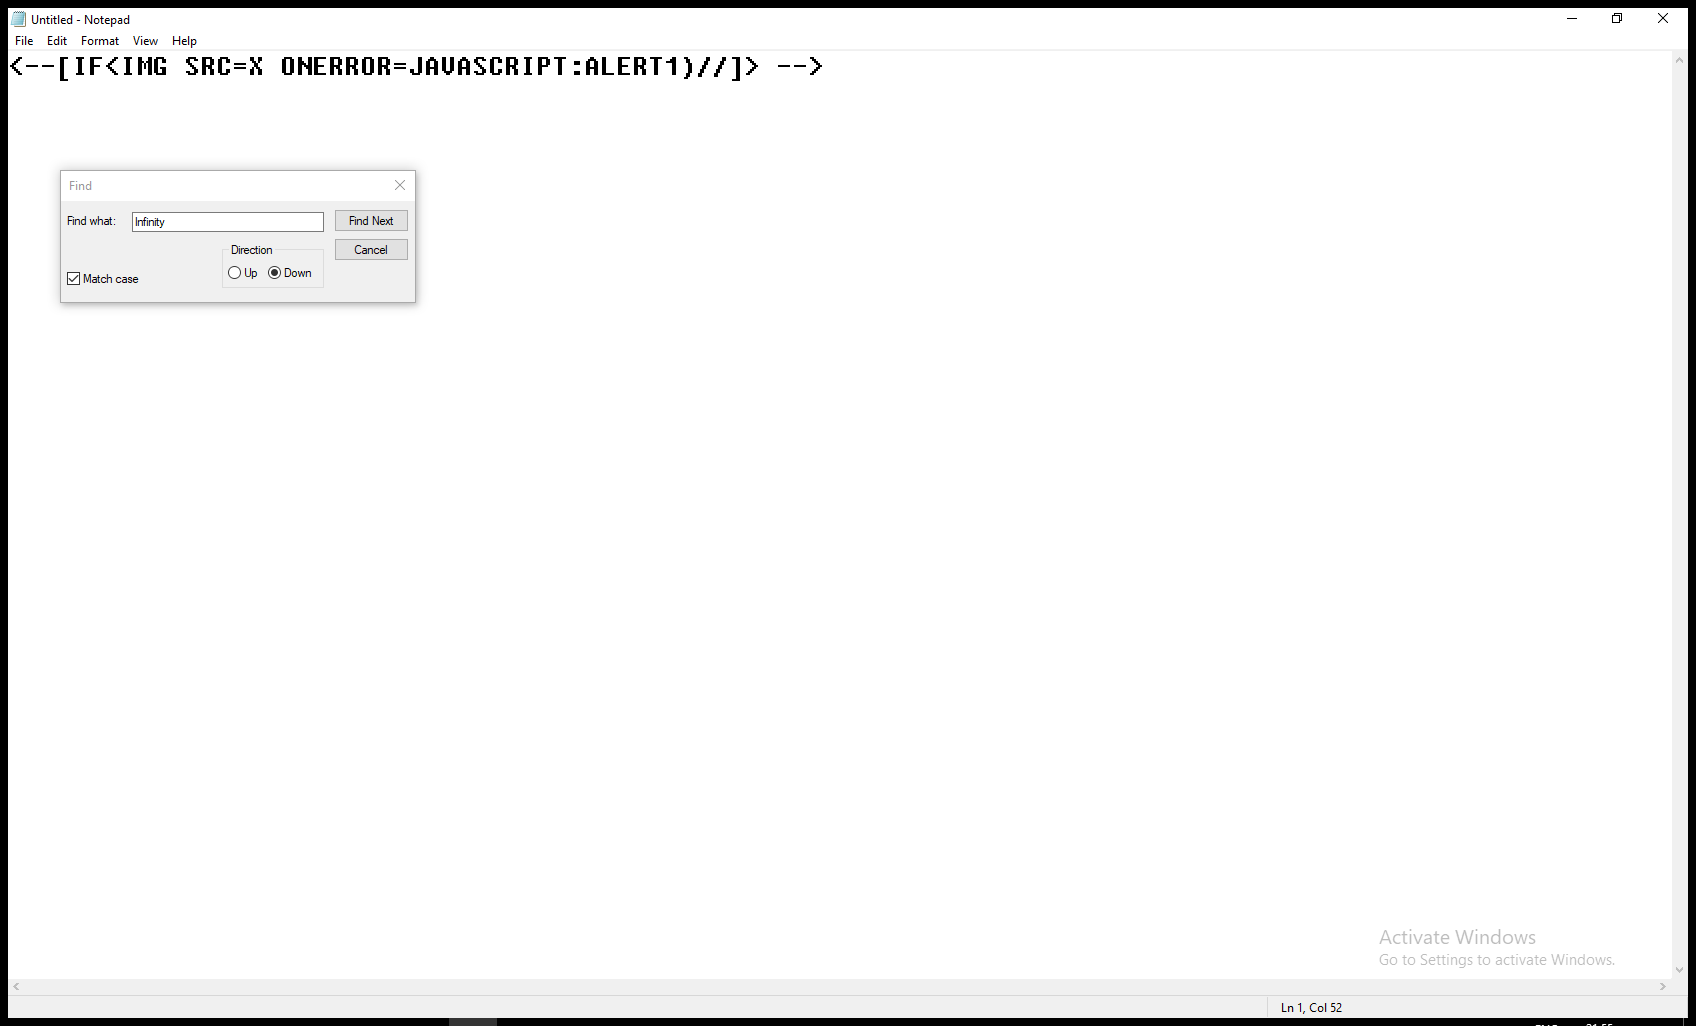 Untitled - Notepad
File Edit Format View Help
<--[IF<IMG SRC=X ONERROR=JAVASCRIPT:ALERT1)//]> -->
Find
Find what: Infinity Find Next
Direction Cancel
Up Down
Match case
Activate Windows
Go to Settings to activate Windows.
Ln 1, Col 52